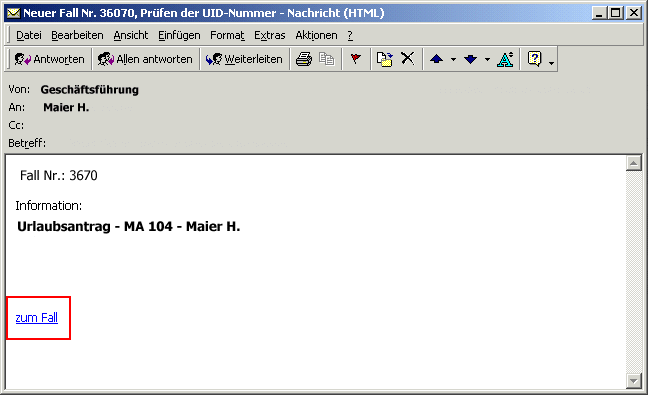 Neuer Fall Nr. 36070, Prüfen der UID-Nummer - Nachricht (HTML)
Datei Bearbeiten Ansicht Einfügen Format Extras Aktionen ?
Antworten Allen antworten Weiterleiten
Von: Geschäftsführung
An: Maier H.
Cc:
Betreff:
Fall Nr.: 3670
Information:
Urlaubsantrag - MA 104 - Maier H.
zum Fall